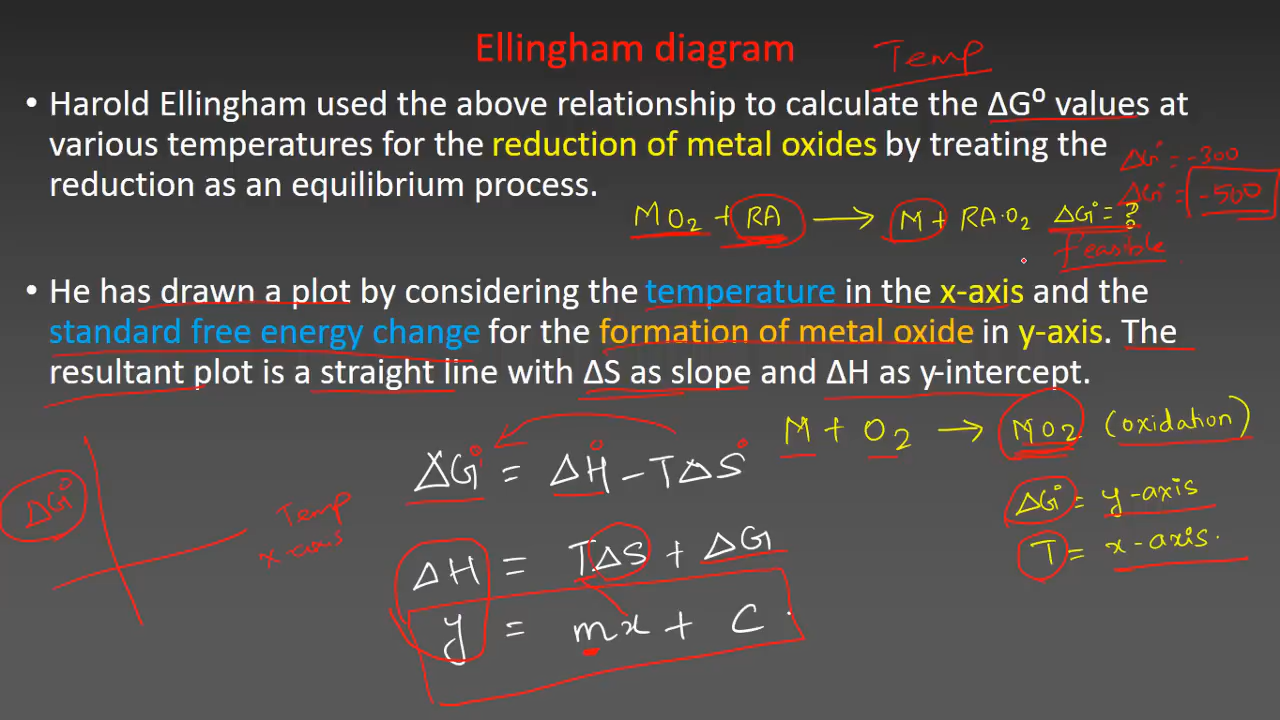 Ellingham diagram
Temp
• Harold Ellingham used the above relationship to calculate the ΔG⁰ values at
various temperatures for the reduction of metal oxides by treating the
reduction as an equilibrium process.
ΔG° = -300
ΔG° = -500
MO₂ + RA → M + RA·O₂ ΔG° = ?
feasible
• He has drawn a plot by considering the temperature in the x-axis and the
standard free energy change for the formation of metal oxide in y-axis. The
resultant plot is a straight line with ΔS as slope and ΔH as y-intercept.
M + O₂ → MO₂ (oxidation)
ΔG° = ΔH° - TΔS°
ΔG°
Temp
x-axis
ΔG° = y-axis
T = x-axis.
ΔH = TΔS + ΔG
y = mx + C